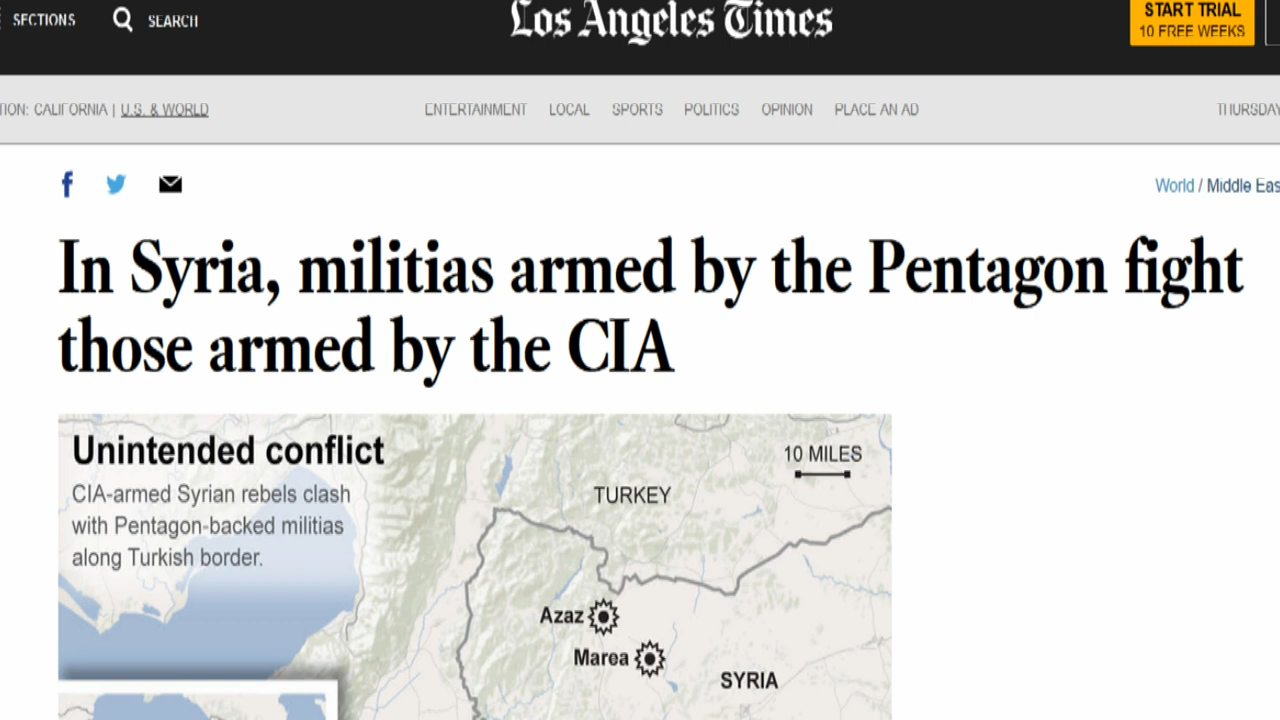 SECTIONS
SEARCH
Los Angeles Times
START TRIAL
10 FREE WEEKS
CALIFORNIA | U.S. & WORLD
ENTERTAINMENT LOCAL SPORTS POLITICS OPINION PLACE AN AD
THURSDAY
World / Middle Eas
In Syria, militias armed by the Pentagon fight
those armed by the CIA
Unintended conflict
CIA-armed Syrian rebels clash
with Pentagon-backed militias
along Turkish border.
10 MILES
TURKEY
Azaz
Marea
SYRIA